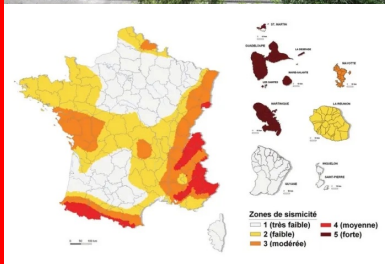 ST. MARTIN
GUADELOUPE
LA DESIRADE
MARIE-GALANTE
LES SAINTES
MAYOTTE
MARTINIQUE
LA RÉUNION
GUYANE
MIQUELON
SAINT PIERRE
Zones de sismicité
1 (très faible)
2 (faible)
3 (modérée)
4 (moyenne)
5 (forte)